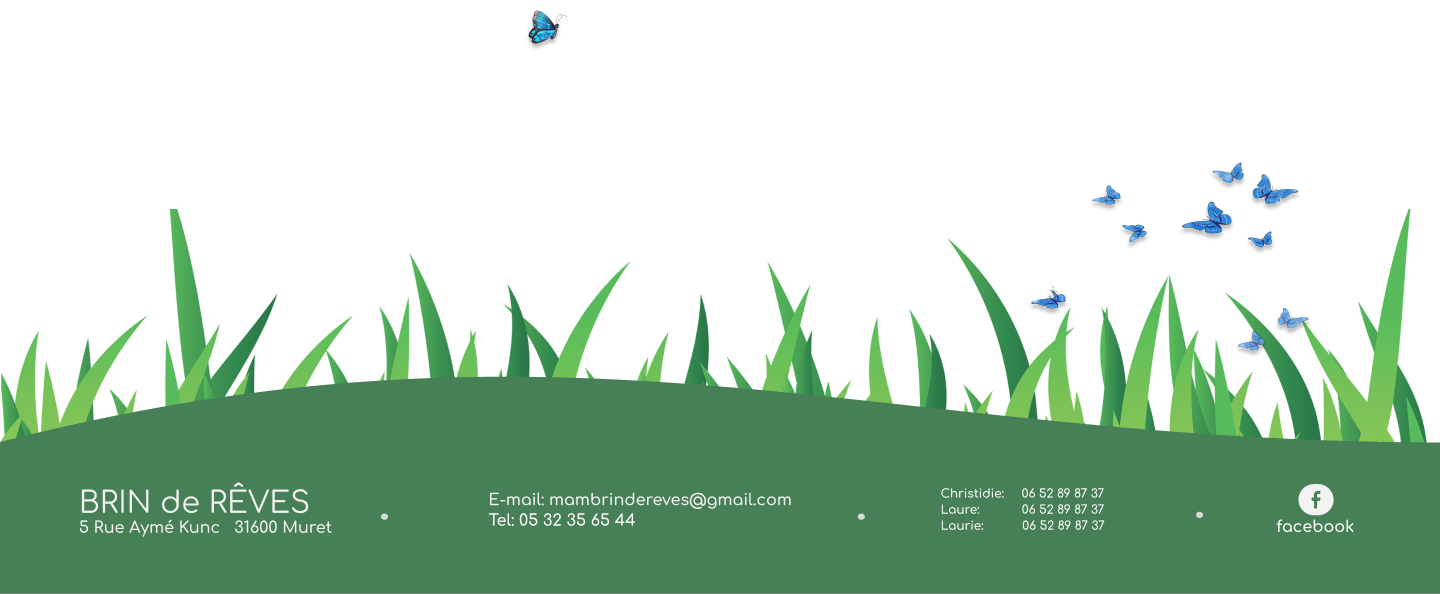 BRIN de RÊVES
5 Rue Aymé Kunc 31600 Muret
E-mail: mambrindereves@gmail.com
Tel: 05 32 35 65 44
Christidie: 06 52 89 87 37
Laure: 06 52 89 87 37
Laurie: 06 52 89 87 37
facebook